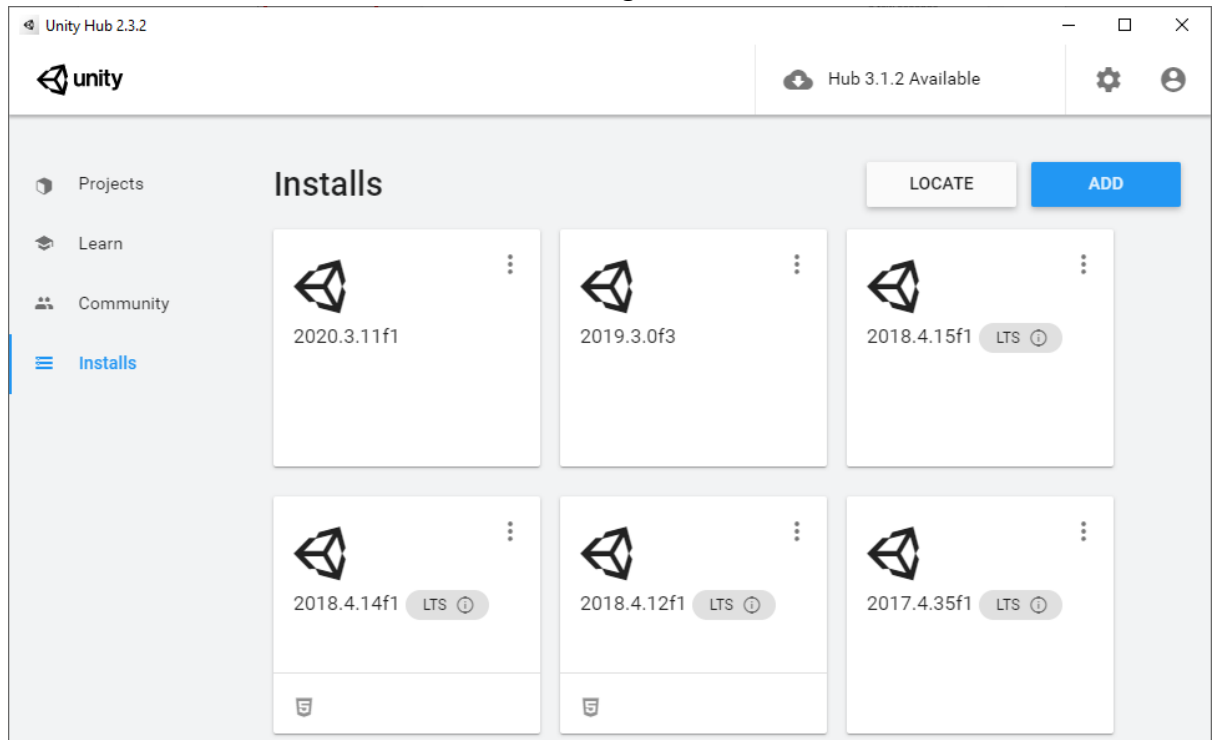 Unity Hub 2.3.2
unity
Hub 3.1.2 Available
Projects
Learn
Community
Installs
Installs
LOCATE
ADD
2020.3.11f1
2019.3.0f3
2018.4.15f1 LTS
2018.4.14f1 LTS
2018.4.12f1 LTS
2017.4.35f1 LTS